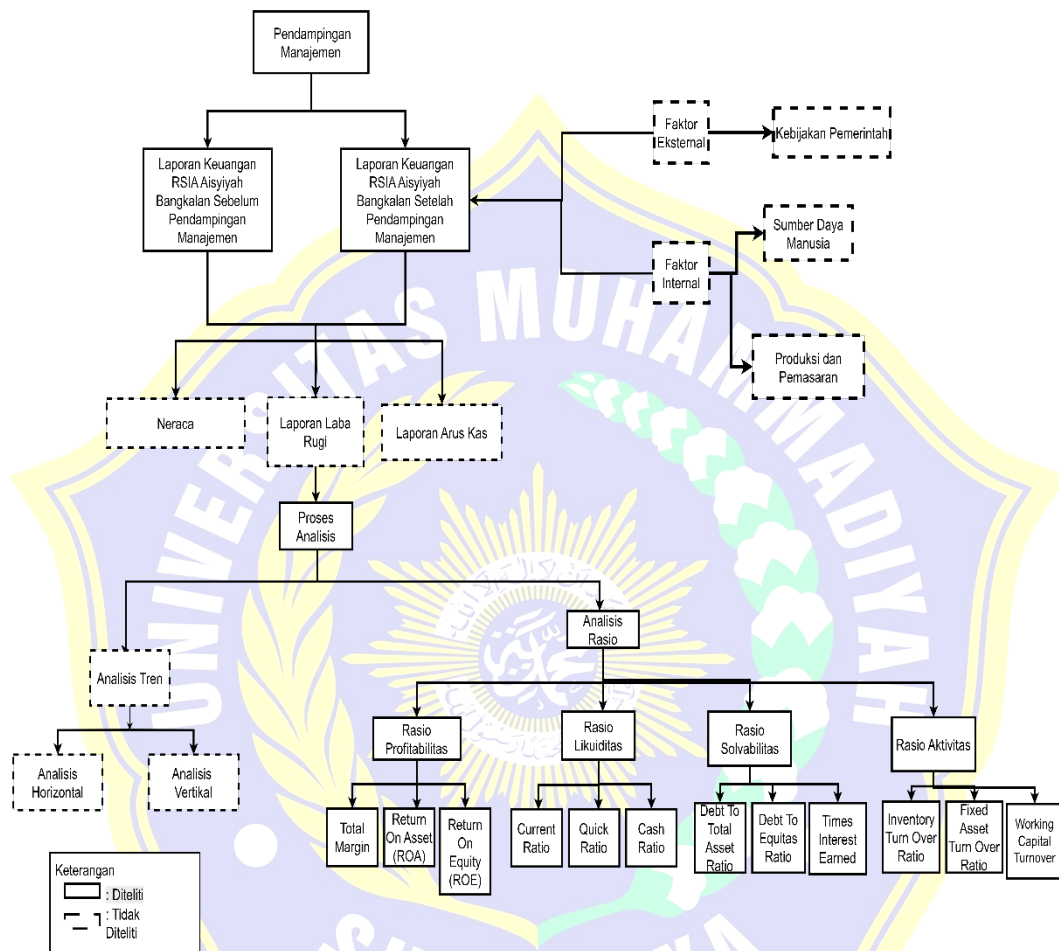 Pendampingan
Manajemen
Laporan Keuangan
RSIA Aisyiyah
Bangkalan Sebelum
Pendampingan
Manajemen
Laporan Keuangan
RSIA Aisyiyah
Bangkalan Setelah
Pendampingan
Manajemen
Faktor
Eksternal
Kebijakan Pemerintah
Faktor
Internal
Sumber Daya
Manusia
Produksi dan
Pemasaran
Neraca
Laporan Laba
Rugi
Laporan Arus Kas
Proses
Analisis
Analisis Tren
Analisis
Rasio
Analisis
Horizontal
Analisis
Vertikal
Rasio
Profitabilitas
Rasio
Likuiditas
Rasio
Solvabilitas
Rasio Aktivitas
Total
Margin
Return
On Asset
(ROA)
Return
On
Equity
(ROE)
Current
Ratio
Quick
Ratio
Cash Ratio
Debt To
Total
Asset
Ratio
Debt To
Equitas
Ratio
Times
Interest
Earned
Inventory
Turn Over
Ratio
Fixed
Asset
Turn Over
Ratio
Working
Capital
Turnover
Keterangan
: Diteliti
: Tidak
Diteliti
UNIVERSITAS MUHAMMADIYAH